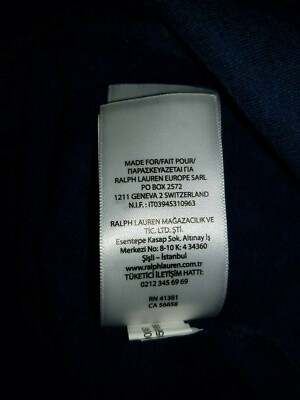 MADE FOR/FAIT POUR/
ΠΑΡΑΣΚΕΥΑΖΕΤΑΙ ΓΙΑ
RALPH LAUREN EUROPE SARL
PO BOX 2572
1211 GENEVA 2 SWITZERLAND
N.I.F. : IT03945310963
RALPH LAUREN MAĞAZACILIK VE
TİC. LTD. ŞTİ.
Esentepe Kasap Sok. Altınay İş
Merkezi No: 8-10 K: 4 34360
Şişli - İstanbul
www.ralphlauren.com.tr
TÜKETİCİ İLETİŞİM HATTI:
0212 345 69 69
RN 41381
CA 56658